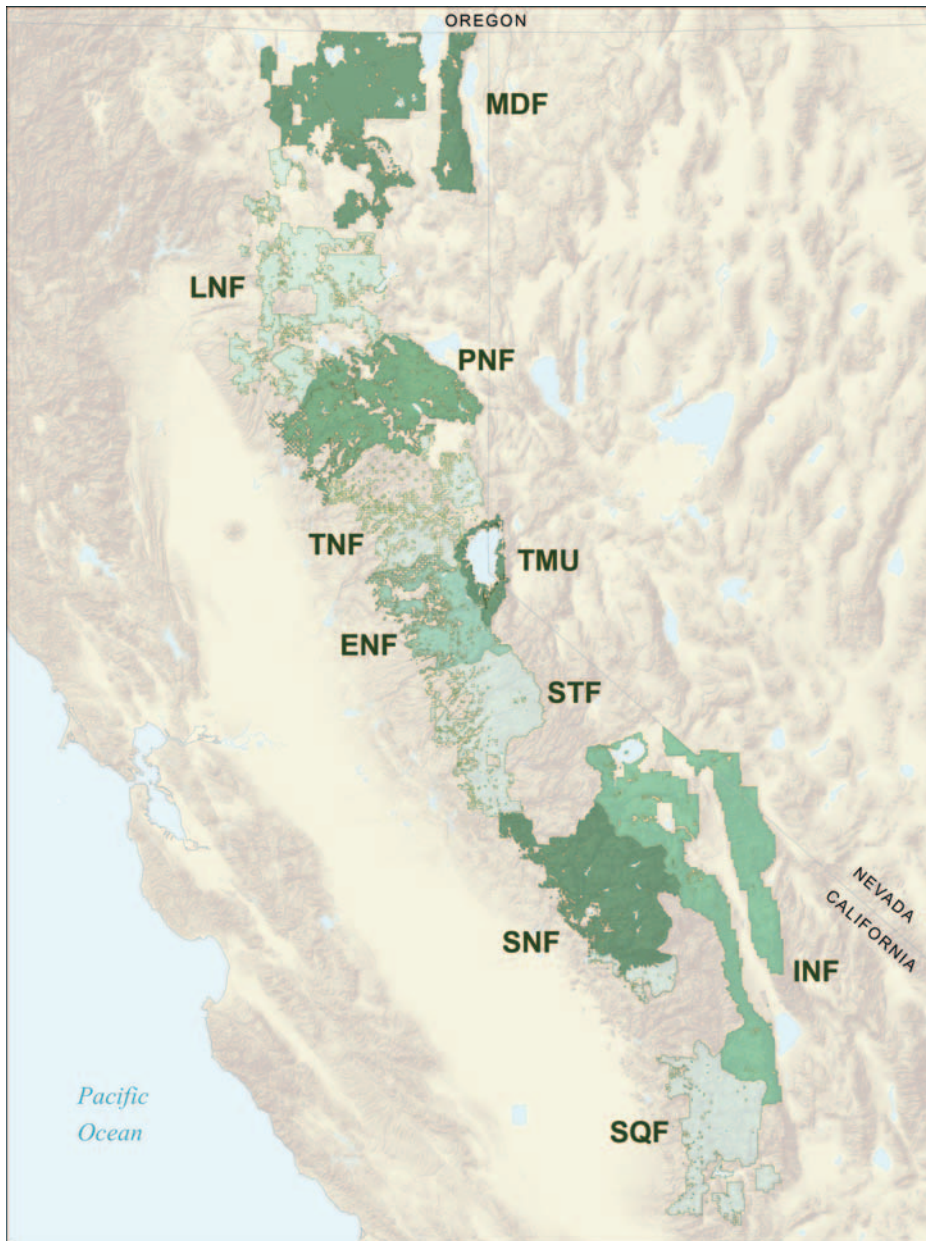 OREGON
MDF
LNF
PNF
TNF
TMU
ENF
STF
NEVADA
CALIFORNIA
SNF
INF
Pacific
Ocean
SQF